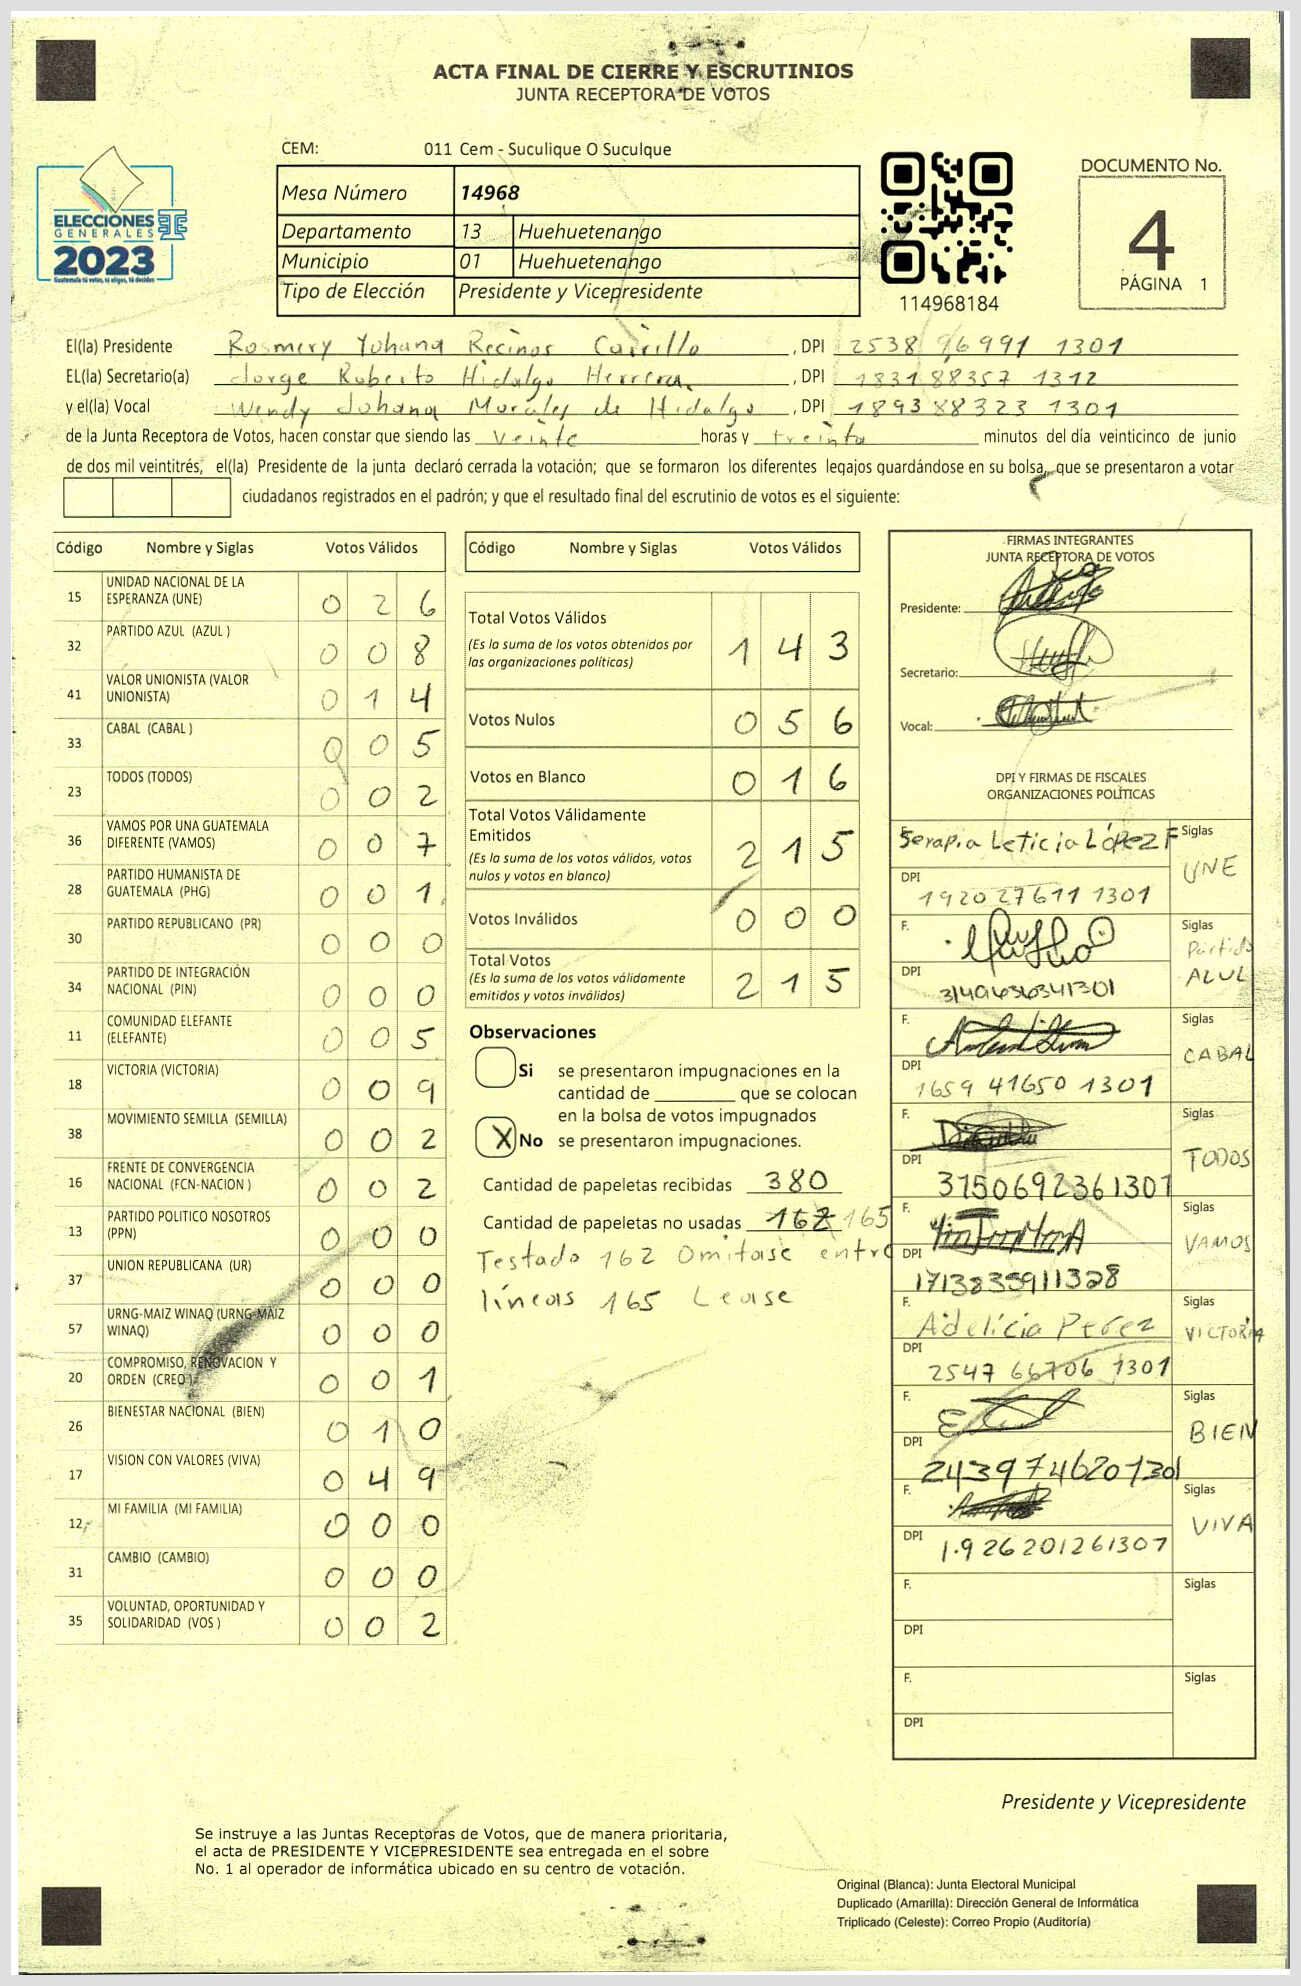 ACTA FINAL DE CIERRE Y ESCRUTINIOS
JUNTA RECEPTORA DE VOTOS
CEM: 011 Cem - Suculique O Suculque
ELECCIONES
GENERALES
2023
Guatemala tú votas, tú eliges, tú decides
Mesa Número 14968
Departamento 13 Huehuetenango
Municipio 01 Huehuetenango
Tipo de Elección Presidente y Vicepresidente
114968184
DOCUMENTO No.
4
PÁGINA 1
El(la) Presidente Rosmery Yohana Recinos Carrillo, DPI 2538 96991 1301
EL(la) Secretario(a) Jorge Roberto Hidalgo Herrera, DPI 1831 88357 1312
y el(la) Vocal Wendy Johana Morales de Hidalgo, DPI 1893 88323 1301
de la Junta Receptora de Votos, hacen constar que siendo las veinte horas y treinta minutos del día veinticinco de junio
de dos mil veintitrés, el(la) Presidente de la junta declaró cerrada la votación; que se formaron los diferentes legajos guardándose en su bolsa, que se presentaron a votar
ciudadanos registrados en el padrón; y que el resultado final del escrutinio de votos es el siguiente:
Código Nombre y Siglas Votos Válidos
15 UNIDAD NACIONAL DE LA ESPERANZA (UNE) 0 2 6
32 PARTIDO AZUL (AZUL ) 0 0 8
41 VALOR UNIONISTA (VALOR UNIONISTA) 0 1 4
33 CABAL (CABAL ) 0 0 5
23 TODOS (TODOS) 0 0 2
36 VAMOS POR UNA GUATEMALA DIFERENTE (VAMOS) 0 0 7
28 PARTIDO HUMANISTA DE GUATEMALA (PHG) 0 0 1
30 PARTIDO REPUBLICANO (PR) 0 0 0
34 PARTIDO DE INTEGRACIÓN NACIONAL (PIN) 0 0 0
11 COMUNIDAD ELEFANTE (ELEFANTE) 0 0 5
18 VICTORIA (VICTORIA) 0 0 9
38 MOVIMIENTO SEMILLA (SEMILLA) 0 0 2
16 FRENTE DE CONVERGENCIA NACIONAL (FCN-NACION ) 0 0 2
13 PARTIDO POLITICO NOSOTROS (PPN) 0 0 0
37 UNION REPUBLICANA (UR) 0 0 0
57 URNG-MAIZ WINAQ (URNG-MAIZ WINAQ) 0 0 0
20 COMPROMISO, RENOVACION Y ORDEN (CREO ) 0 0 1
26 BIENESTAR NACIONAL (BIEN) 0 1 0
17 VISION CON VALORES (VIVA) 0 4 9
12 MI FAMILIA (MI FAMILIA) 0 0 0
31 CAMBIO (CAMBIO) 0 0 0
35 VOLUNTAD, OPORTUNIDAD Y SOLIDARIDAD (VOS ) 0 0 2
Código Nombre y Siglas Votos Válidos
Total Votos Válidos 1 4 3
(Es la suma de los votos obtenidos por
las organizaciones políticas)
Votos Nulos 0 5 6
Votos en Blanco 0 1 6
Total Votos Válidamente
Emitidos 2 1 5
(Es la suma de los votos válidos, votos
nulos y votos en blanco)
Votos Inválidos 0 0 0
Total Votos 2 1 5
(Es la suma de los votos válidamente
emitidos y votos inválidos)
Observaciones
Si se presentaron impugnaciones en la
cantidad de ________ que se colocan
en la bolsa de votos impugnados
X No se presentaron impugnaciones.
Cantidad de papeletas recibidas 380
Cantidad de papeletas no usadas 162 165
Testado 162 Omitase entre
líneas 165 Lease
FIRMAS INTEGRANTES
JUNTA RECEPTORA DE VOTOS
Presidente:
Secretario:
Vocal:
DPI Y FIRMAS DE FISCALES
ORGANIZACIONES POLÍTICAS
F. Serapia Leticia López F Siglas UNE
DPI 1920 27611 1301
F. Siglas Partido AZUL
DPI 31404636341301
F. Siglas CABAL
DPI 1659 41650 1301
F. Siglas TODOS
DPI 3750692361301
F. Siglas VAMOS
DPI 1713835911328
F. Adelicia Perez Siglas VICTORIA
DPI 2547 66706 1301
F. Siglas BIEN
DPI 2439746201301
F. Siglas VIVA
DPI 1926201261301
F. Siglas
DPI
F. Siglas
DPI
Presidente y Vicepresidente
Se instruye a las Juntas Receptoras de Votos, que de manera prioritaria,
el acta de PRESIDENTE Y VICEPRESIDENTE sea entregada en el sobre
No. 1 al operador de informática ubicado en su centro de votación.
Original (Blanca): Junta Electoral Municipal
Duplicado (Amarilla): Dirección General de Informática
Triplicado (Celeste): Correo Propio (Auditoría)